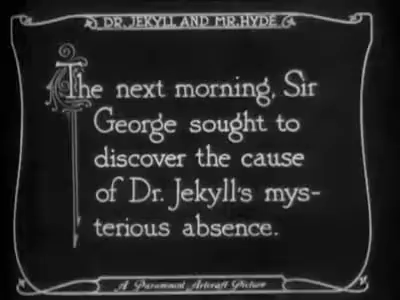 DR. JEKYLL AND MR. HYDE
The next morning, Sir
George sought to
discover the cause
of Dr. Jekyll's mys-
terious absence.
A Paramount Artcraft Picture